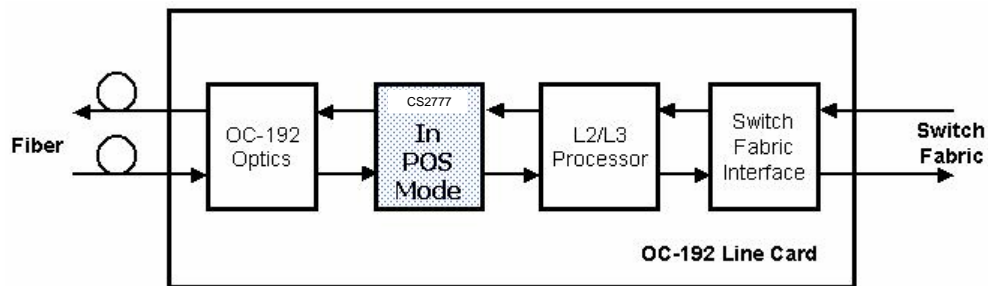 Fiber
OC-192
Optics
CS2777
In
POS
Mode
L2/L3
Processor
Switch
Fabric
Interface
Switch
Fabric
OC-192 Line Card